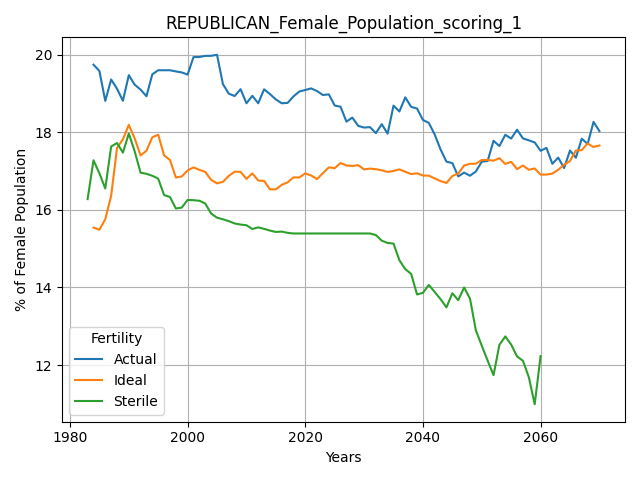 REPUBLICAN_Female_Population_scoring_1
20
18
16
14
12
% of Female Population
Fertility
Actual
Ideal
Sterile
1980 2000 2020 2040 2060
Years